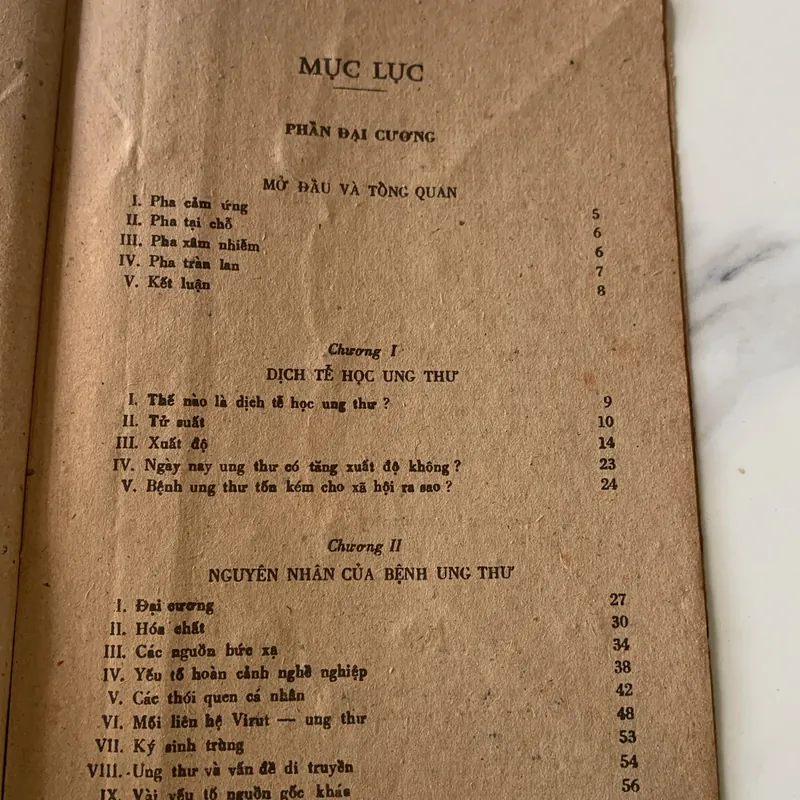 MỤC LỤC
PHẦN ĐẠI CƯƠNG
MỞ ĐẦU VÀ TỔNG QUAN
I. Pha cảm ứng 5
II. Pha tại chỗ 6
III. Pha xâm nhiễm 6
IV. Pha tràn lan 7
V. Kết luận 8
Chương I
DỊCH TỄ HỌC UNG THƯ
I. Thế nào là dịch tễ học ung thư ? 9
II. Tử suất 10
III. Xuất độ 14
IV. Ngày nay ung thư có tăng xuất độ không ? 23
V. Bệnh ung thư tốn kém cho xã hội ra sao ? 24
Chương II
NGUYÊN NHÂN CỦA BỆNH UNG THƯ
I. Đại cương 27
II. Hóa chất 30
III. Các nguồn bức xạ 34
IV. Yếu tố hoàn cảnh nghề nghiệp 38
V. Các thói quen cá nhân 42
VI. Mối liên hệ Virut — ung thư 48
VII. Ký sinh trùng 53
VIII. Ung thư và vấn đề di truyền 54
IX. Vài yếu tố nguồn gốc khác 56